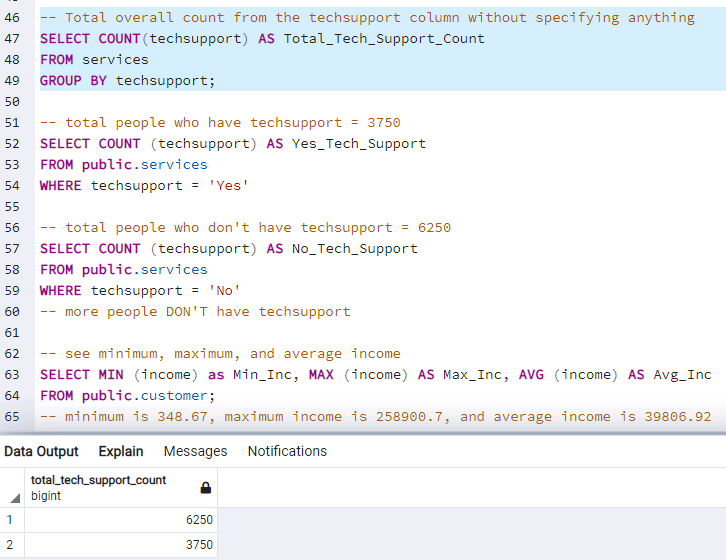 46 -- Total overall count from the techsupport column without specifying anything
47 SELECT COUNT(techsupport) AS Total_Tech_Support_Count
48 FROM services
49 GROUP BY techsupport;
50
51 -- total people who have techsupport = 3750
52 SELECT COUNT (techsupport) AS Yes_Tech_Support
53 FROM public.services
54 WHERE techsupport = 'Yes'
55
56 -- total people who don't have techsupport = 6250
57 SELECT COUNT (techsupport) AS No_Tech_Support
58 FROM public.services
59 WHERE techsupport = 'No'
60 -- more people DON'T have techsupport
61
62 -- see minimum, maximum, and average income
63 SELECT MIN (income) as Min_Inc, MAX (income) AS Max_Inc, AVG (income) AS Avg_Inc
64 FROM public.customer;
65 -- minimum is 348.67, maximum income is 258900.7, and average income is 39806.92
Data Output Explain Messages Notifications
total_tech_support_count
bigint
1 6250
2 3750